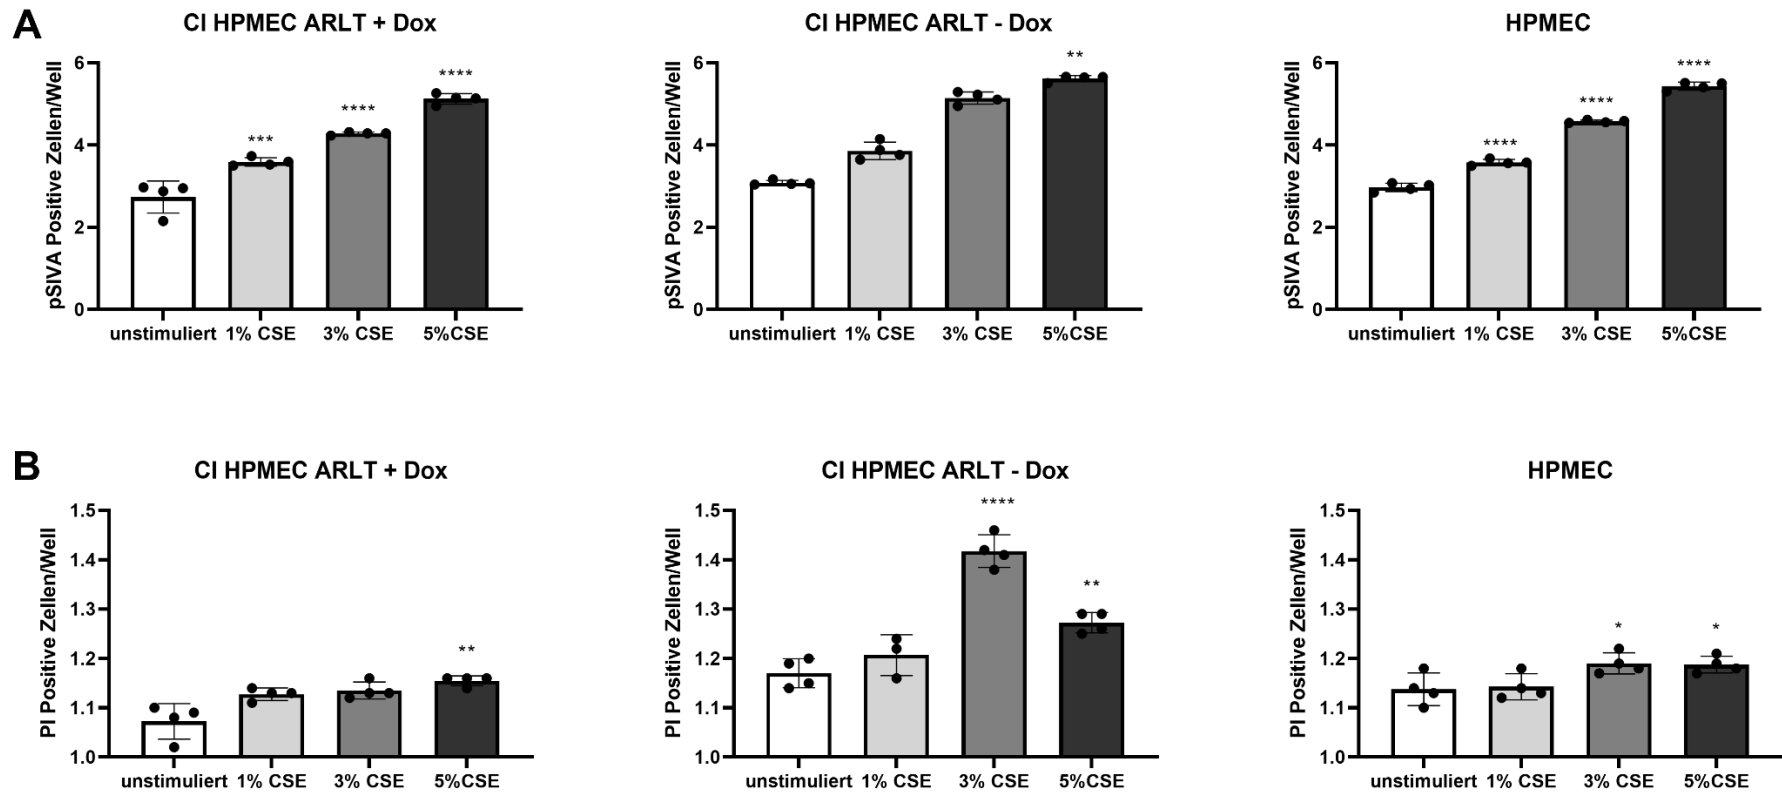 A
CI HPMEC ARLT + Dox
pSIVA Positive Zellen/Well
6
4
2
0
***
****
****
unstimuliert 1% CSE 3% CSE 5%CSE
CI HPMEC ARLT - Dox
pSIVA Positive Zellen/Well
6
4
2
0
**
unstimuliert 1% CSE 3% CSE 5%CSE
HPMEC
pSIVA Positive Zellen/Well
6
4
2
0
****
****
****
unstimuliert 1% CSE 3% CSE 5%CSE
B
CI HPMEC ARLT + Dox
PI Positive Zellen/Well
1.5
1.4
1.3
1.2
1.1
1.0
**
unstimuliert 1% CSE 3% CSE 5%CSE
CI HPMEC ARLT - Dox
PI Positive Zellen/Well
1.5
1.4
1.3
1.2
1.1
1.0
****
**
unstimuliert 1% CSE 3% CSE 5%CSE
HPMEC
PI Positive Zellen/Well
1.5
1.4
1.3
1.2
1.1
1.0
*
*
unstimuliert 1% CSE 3% CSE 5%CSE